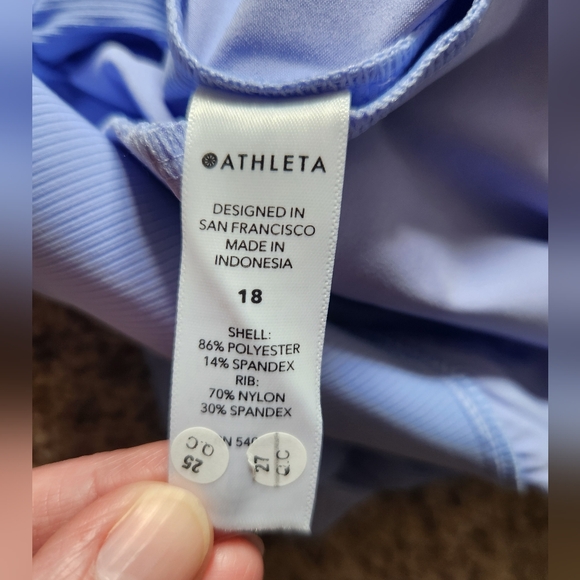 ATHLETA
DESIGNED IN
SAN FRANCISCO
MADE IN
INDONESIA
18
SHELL:
86% POLYESTER
14% SPANDEX
RIB:
70% NYLON
30% SPANDEX
N 540
25
Q.C
27
Q.C